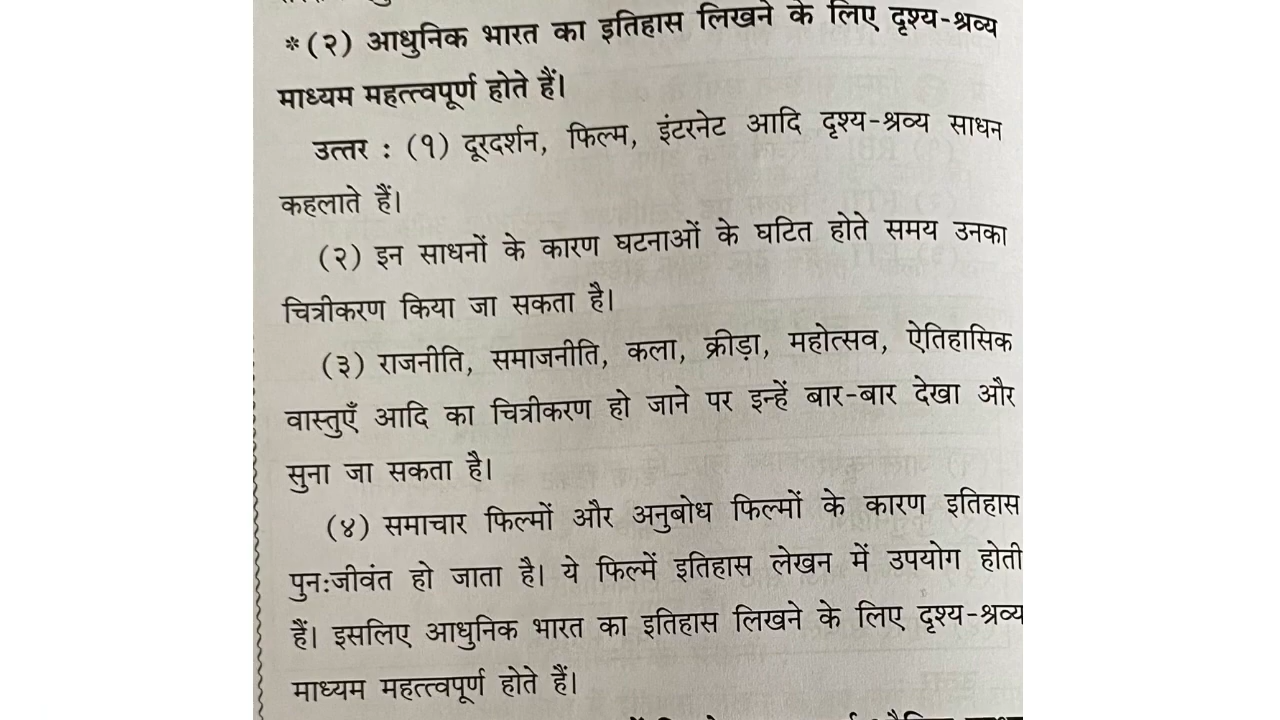 *(२) आधुनिक भारत का इतिहास लिखने के लिए दृश्य-श्रव्य
माध्यम महत्त्वपूर्ण होते हैं।
उत्तर : (१) दूरदर्शन, फिल्म, इंटरनेट आदि दृश्य-श्रव्य साधन
कहलाते हैं।
(२) इन साधनों के कारण घटनाओं के घटित होते समय उनका
चित्रीकरण किया जा सकता है।
(३) राजनीति, समाजनीति, कला, क्रीड़ा, महोत्सव, ऐतिहासिक
वास्तुएँ आदि का चित्रीकरण हो जाने पर इन्हें बार-बार देखा और
सुना जा सकता है।
(४) समाचार फिल्मों और अनुबोध फिल्मों के कारण इतिहास
पुनःजीवंत हो जाता है। ये फिल्में इतिहास लेखन में उपयोग होती
हैं। इसलिए आधुनिक भारत का इतिहास लिखने के लिए दृश्य-श्रव्य
माध्यम महत्त्वपूर्ण होते हैं।